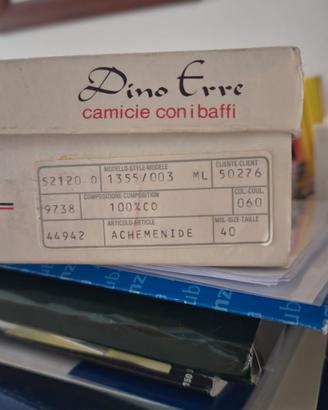 Dino Erre
camicie con i baffi
MODELLO-STYLE-MODELE CLIENTE-CLIENT
52120 0 1355/003 ML 50276
COMPOSIZIONE-COMPOSITION COL.-COUL.
9738 100%CO 060
ARTICOLO-ARTICLE MIS.-SIZE-TAILLE
44942 ACHEMENIDE 40